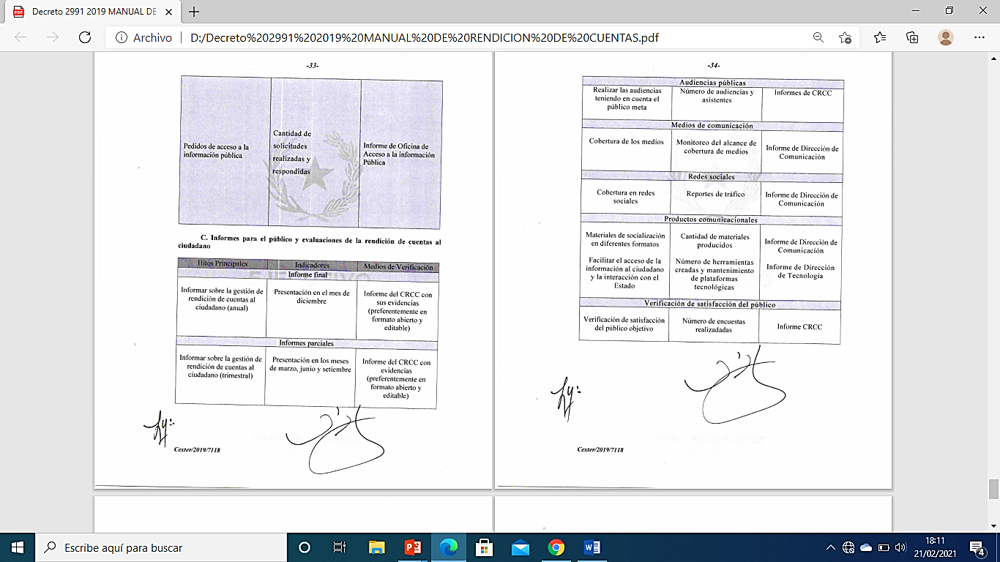 Decreto 2991 2019 MANUAL DE
Archivo
D:/Decreto%202991%202019%20MANUAL%20DE%20RENDICION%20DE%20CUENTAS.pdf
-33-
Pedidos de acceso a la
información pública
Cantidad de
solicitudes
realizadas y
respondidas
Informe de Oficina de
Acceso a la información
Pública
C. Informes para el público y evaluaciones de la rendición de cuentas al
ciudadano
Hitos Principales
Indicadores
Medios de Verificación
Informe final
Informar sobre la gestión de
rendición de cuentas al
ciudadano (anual)
Presentación en el mes de
diciembre
Informe del CRCC con
sus evidencias
(preferentemente en
formato abierto y
editable)
Informes parciales
Informar sobre la gestión de
rendición de cuentas al
ciudadano (trimestral)
Presentación en los meses
de marzo, junio y setiembre
Informe del CRCC con
evidencias
(preferentemente en
formato abierto y
editable)
Cexter/2019/7118
-34-
Audiencias públicas
Realizar las audiencias
teniendo en cuenta el
público meta
Número de audiencias y
asistentes
Informes de CRCC
Medios de comunicación
Cobertura de los medios
Monitoreo del alcance de
cobertura de medios
Informe de Dirección de
Comunicación
Redes sociales
Cobertura en redes
sociales
Reportes de tráfico
Informe de Dirección de
Comunicación
Productos comunicacionales
Materiales de socialización
en diferentes formatos
Cantidad de materiales
producidos
Informe de Dirección de
Comunicación
Facilitar el acceso de la
información al ciudadano
y la interacción con el
Estado
Número de herramientas
creadas y mantenimiento
de plataformas
tecnológicas
Informe de Dirección
de Tecnología
Verificación de satisfacción del público
Verificación de satisfacción
del público objetivo
Número de encuestas
realizadadas
Informe CRCC
Cexter/2019/7118
Escribe aquí para buscar
18:11
21/02/2021
4